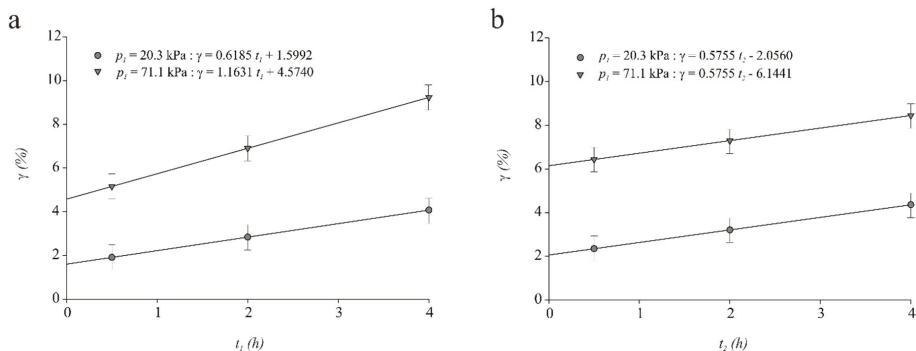 a
12
10
8
6
4
2
0
γ (%)
0 1 2 3 4
t₁ (h)
p₁ = 20.3 kPa : γ = 0.6185 t₁ + 1.5992
p₁ = 71.1 kPa : γ = 1.1631 t₁ + 4.5740
b
12
10
8
6
4
2
0
γ (%)
0 1 2 3 4
t₂ (h)
p₁ = 20.3 kPa : γ = 0.5755 t₂ - 2.0560
p₁ = 71.1 kPa : γ = 0.5755 t₂ - 6.1441